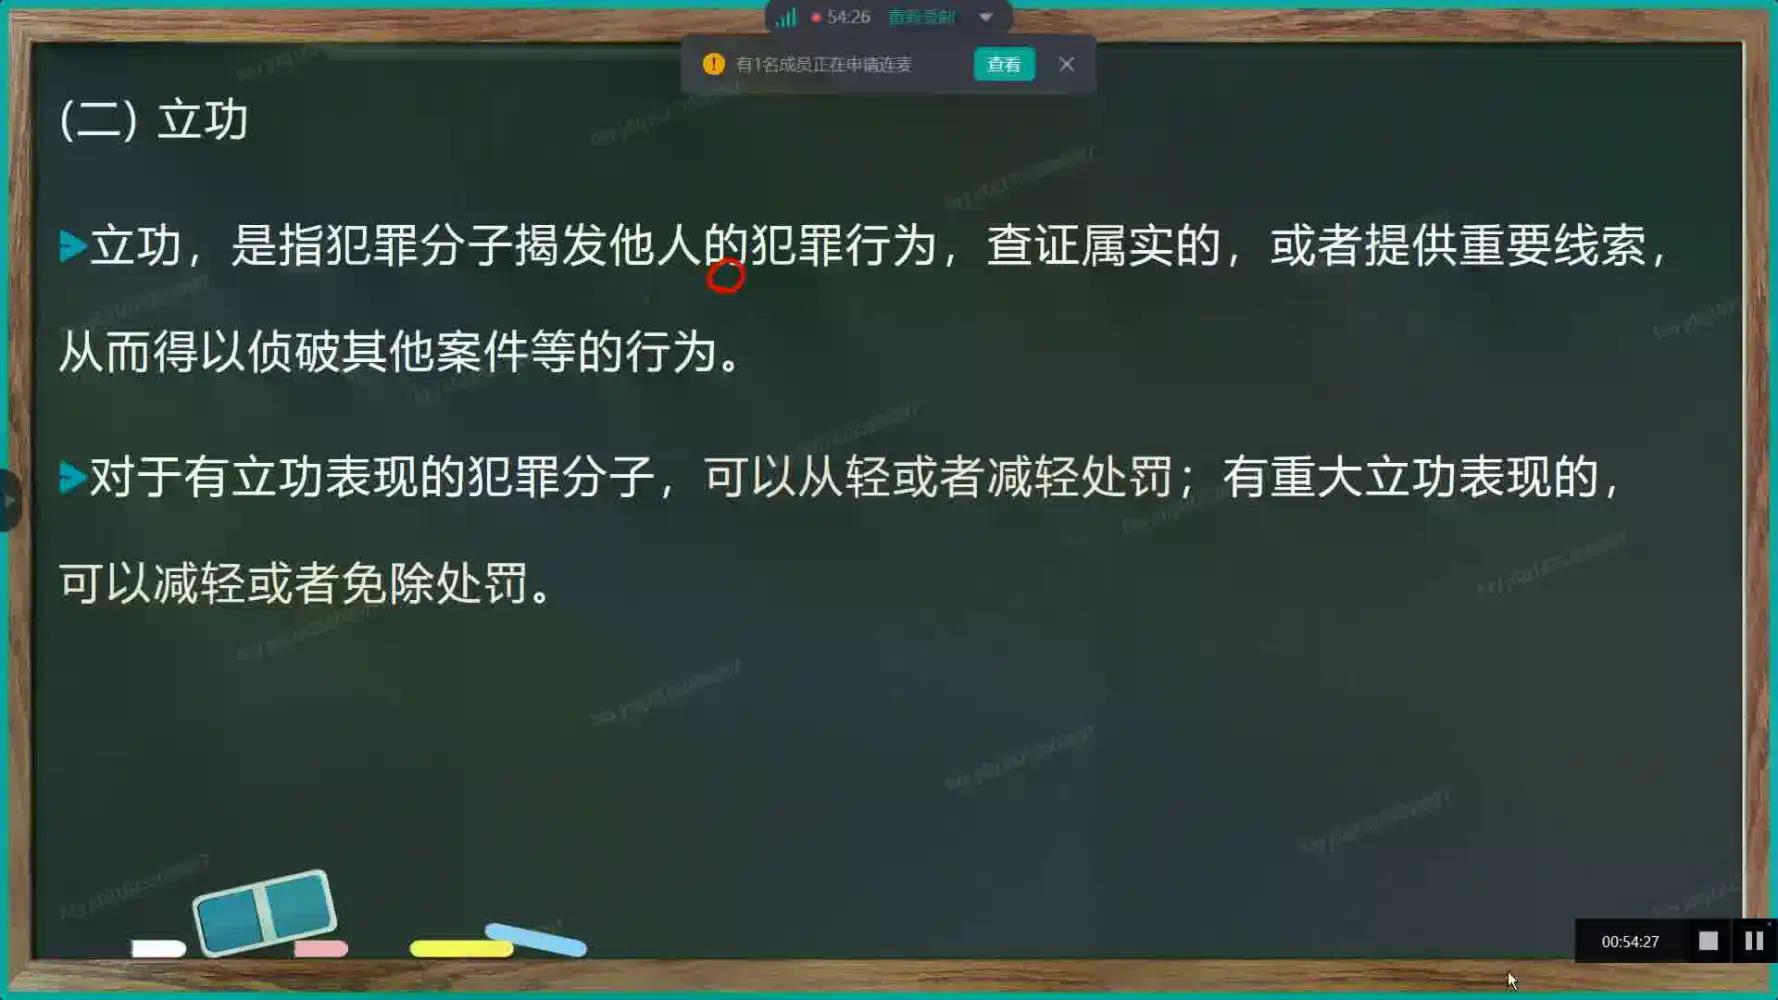 54:26 重新录制
有1名成员正在申请连麦 查看
(二) 立功
立功，是指犯罪分子揭发他人的犯罪行为，查证属实的，或者提供重要线索，
从而得以侦破其他案件等的行为。
对于有立功表现的犯罪分子，可以从轻或者减轻处罚；有重大立功表现的，
可以减轻或者免除处罚。
00:54:27